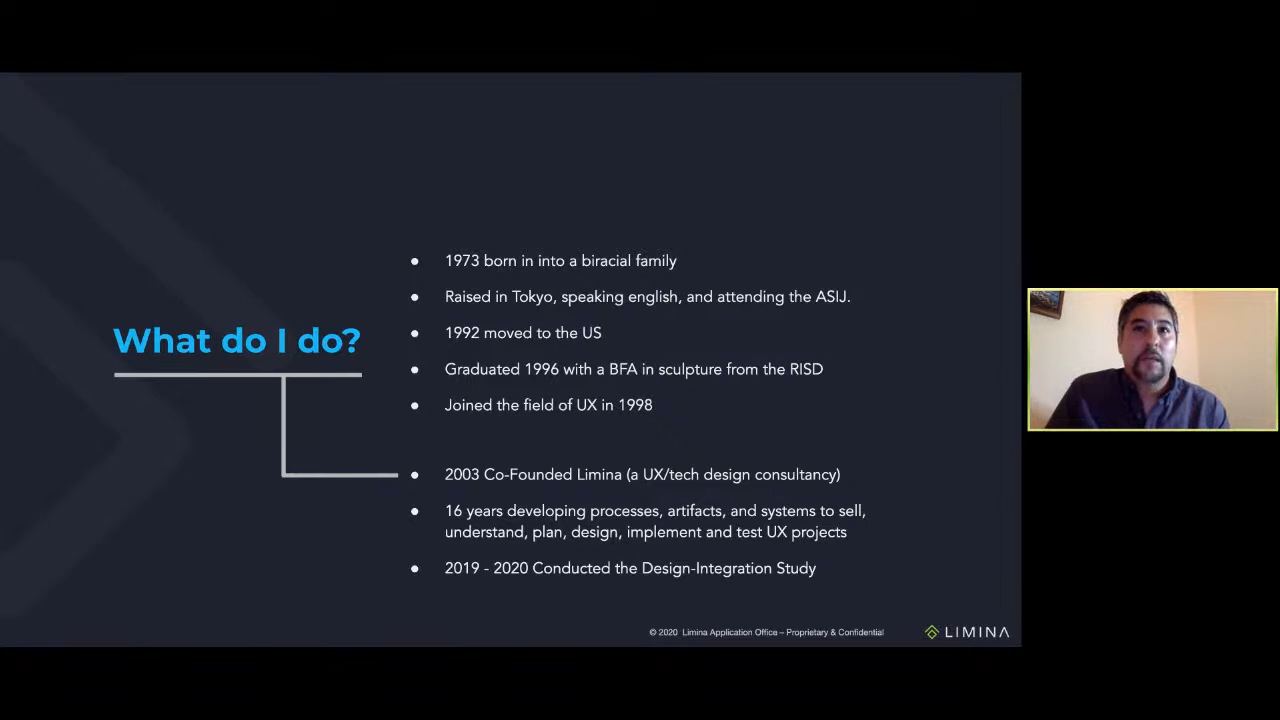 What do I do?
● 1973 born in into a biracial family
● Raised in Tokyo, speaking english, and attending the ASIJ.
● 1992 moved to the US
● Graduated 1996 with a BFA in sculpture from the RISD
● Joined the field of UX in 1998
● 2003 Co-Founded Limina (a UX/tech design consultancy)
● 16 years developing processes, artifacts, and systems to sell,
understand, plan, design, implement and test UX projects
● 2019 - 2020 Conducted the Design-Integration Study
© 2020 Limina Application Office – Proprietary & Confidential
LIMINA